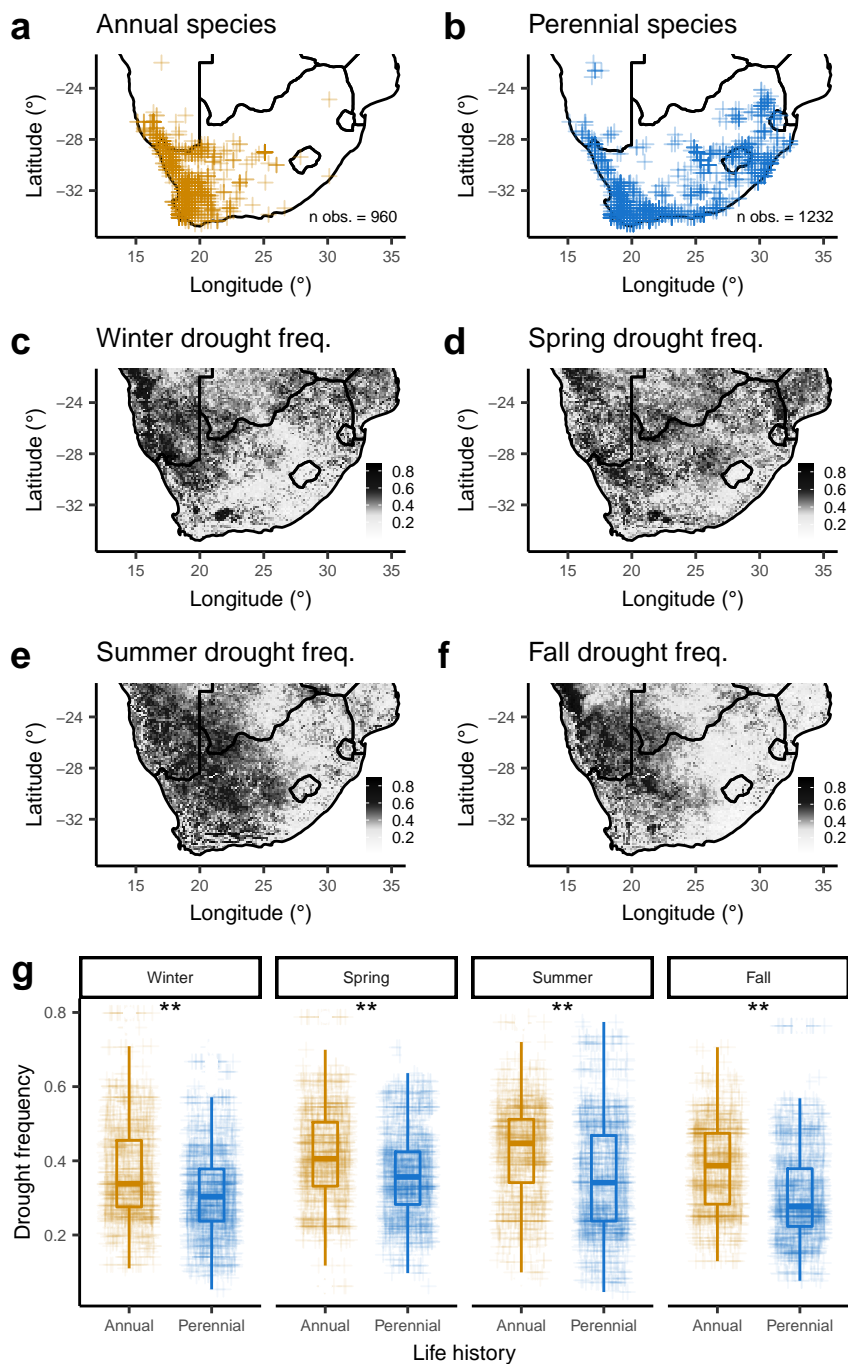 a Annual species
−24
−28
−32
Latitude (°)
n obs. = 960
15 20 25 30 35
Longitude (°)
b Perennial species
−24
−28
−32
Latitude (°)
n obs. = 1232
15 20 25 30 35
Longitude (°)
c Winter drought freq.
−24
−28
−32
Latitude (°)
0.8
0.6
0.4
0.2
15 20 25 30 35
Longitude (°)
d Spring drought freq.
−24
−28
−32
Latitude (°)
0.8
0.6
0.4
0.2
15 20 25 30 35
Longitude (°)
e Summer drought freq.
−24
−28
−32
Latitude (°)
0.8
0.6
0.4
0.2
15 20 25 30 35
Longitude (°)
f Fall drought freq.
−24
−28
−32
Latitude (°)
0.8
0.6
0.4
0.2
15 20 25 30 35
Longitude (°)
g
Winter Spring Summer Fall
** ** ** **
0.8
0.6
0.4
0.2
Drought frequency
Annual Perennial Annual Perennial Annual Perennial Annual Perennial
Life history